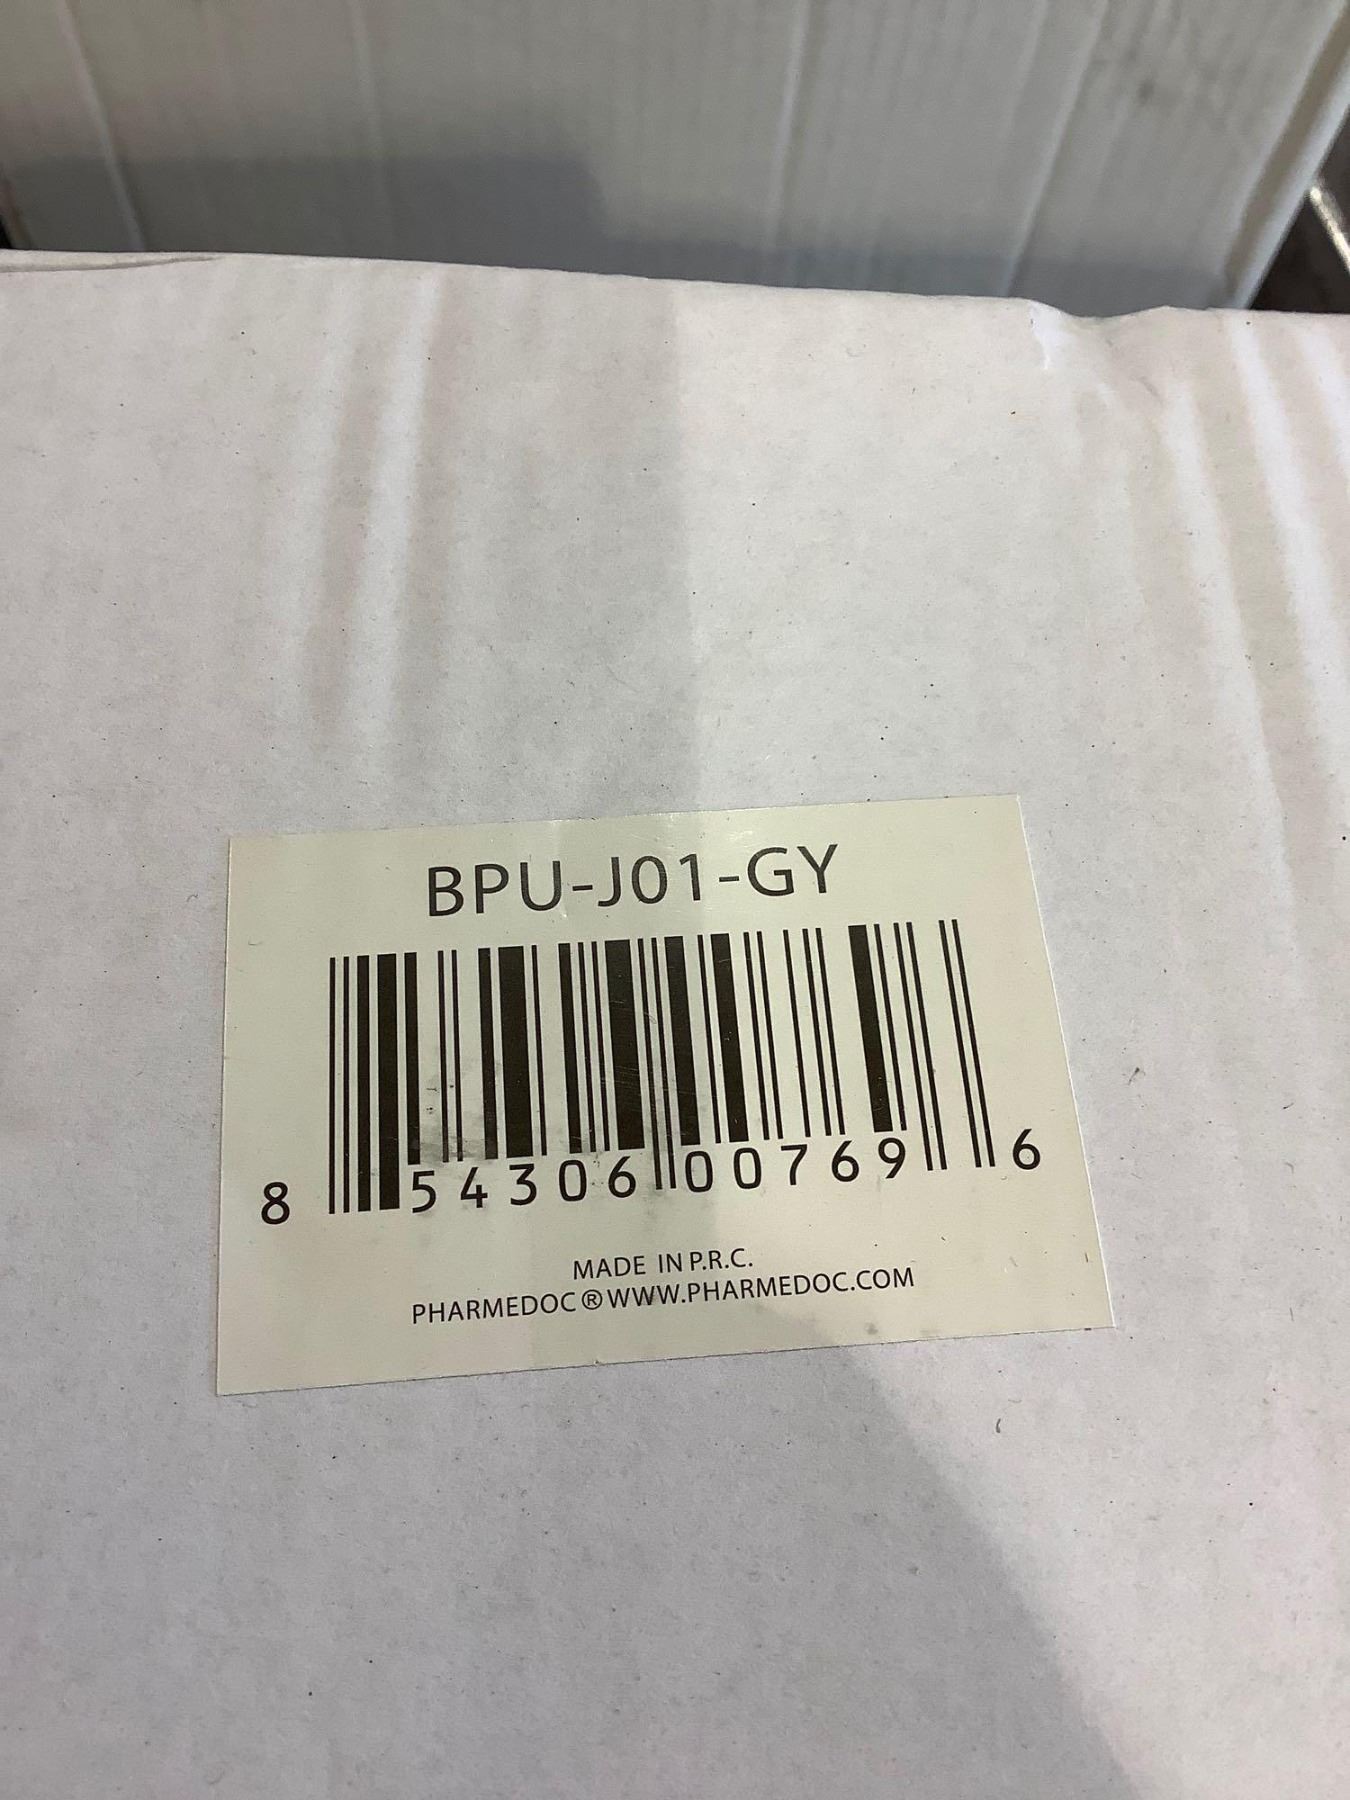 BPU-J01-GY
8 54306 00769 6
MADE IN P.R.C.
PHARMEDOC® WWW.PHARMEDOC.COM